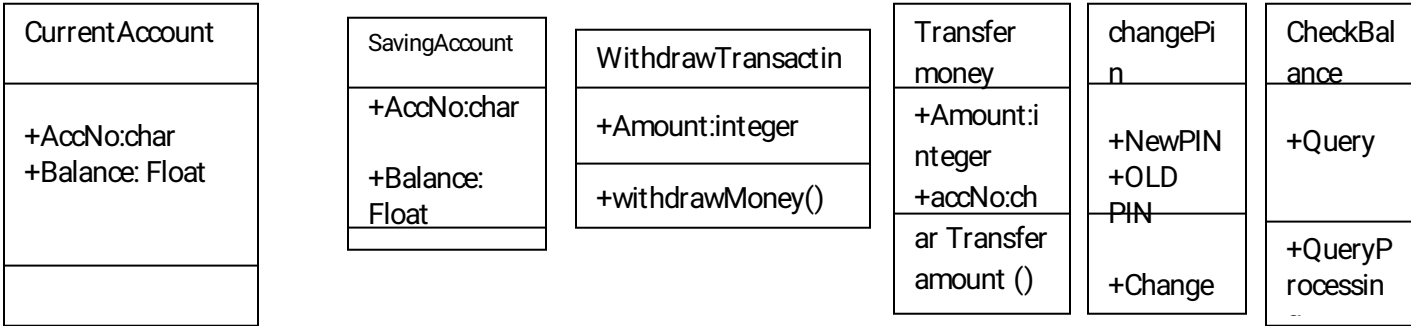 CurrentAccount
+AccNo:char
+Balance: Float
SavingAccount
+AccNo:char
+Balance:
Float
WithdrawTransactin
+Amount:integer
+withdrawMoney()
Transfer
money
+Amount:i
nteger
+accNo:ch
ar Transfer
amount ()
changePi
n
+NewPIN
+OLD
PIN
+Change
CheckBal
ance
+Query
+QueryP
rocessin